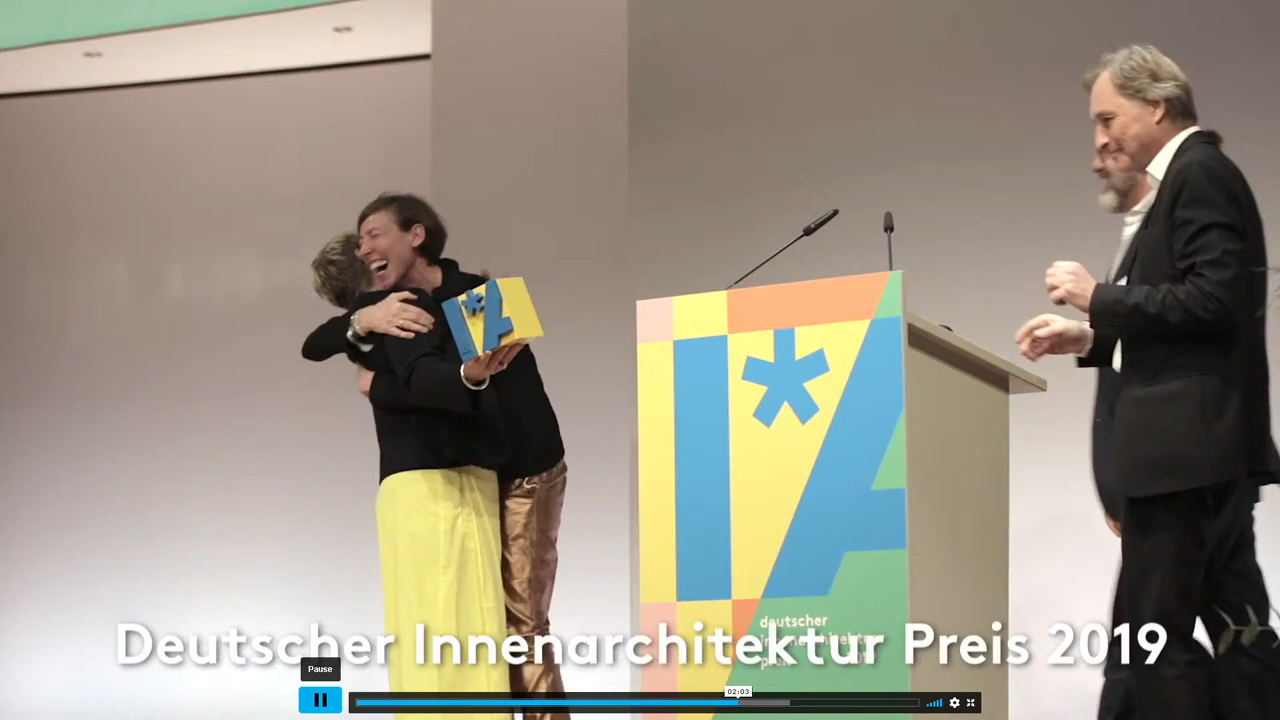 I*A
I*A
deutscher
Deutscher Innenarchitektur Preis 2019
Pause
02:03